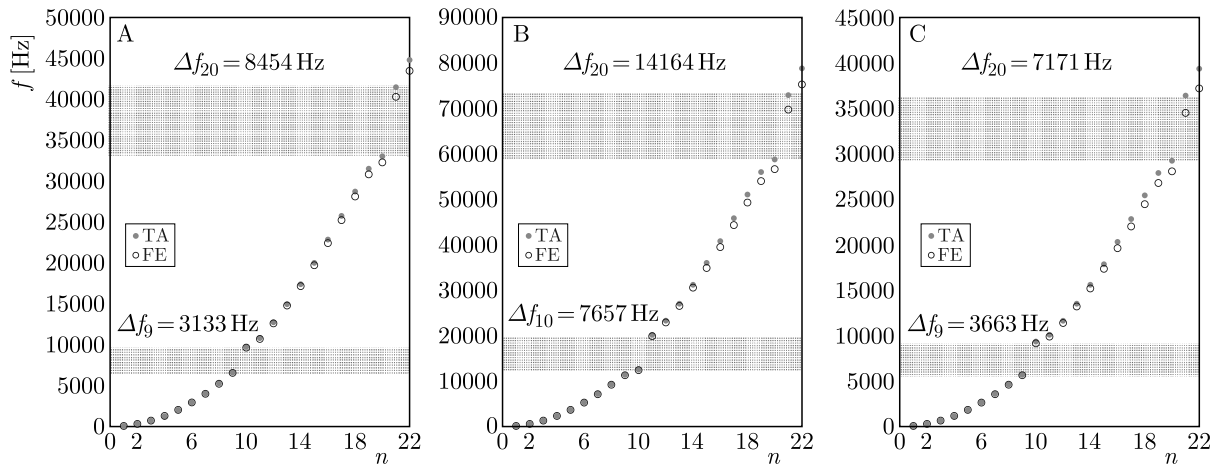 A
f [Hz]
50000
45000
40000
35000
30000
25000
20000
15000
10000
5000
0
Δf₂₀ = 8454 Hz
TA
FE
Δf₉ = 3133 Hz
2 6 10 14 18 22
n
B
90000
80000
70000
60000
50000
40000
30000
20000
10000
0
Δf₂₀ = 14164 Hz
TA
FE
Δf₁₀ = 7657 Hz
2 6 10 14 18 22
n
C
45000
40000
35000
30000
25000
20000
15000
10000
5000
0
Δf₂₀ = 7171 Hz
TA
FE
Δf₉ = 3663 Hz
2 6 10 14 18 22
n